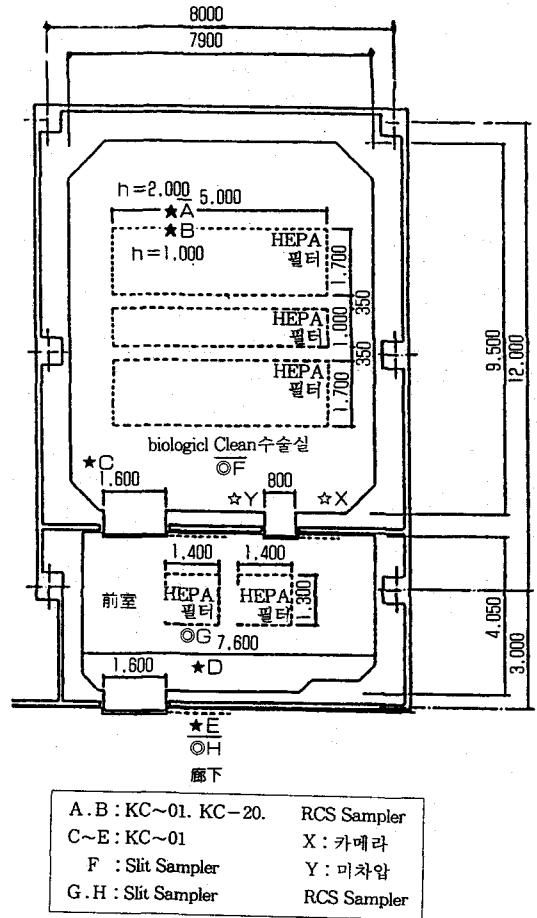 8000
7900
h=2.000
★A
5.000
★B
h=1.000
HEPA
필터
1.700
350
HEPA
필터
1.000
350
HEPA
필터
1.700
9.500
12.000
biologicl Clean수술실
★C
◎F
1.600
☆Y
800
☆X
1,400
1,400
前室
HEPA
필터
HEPA
필터
1.300
◎G
7.600
4.050
3.000
1.600
★D
★E
◎H
廊下
A.B : KC~01. KC-20. RCS Sampler
C~E : KC~01 X : 카메라
F : Slit Sampler Y : 미차압
G.H : Slit Sampler RCS Sampler